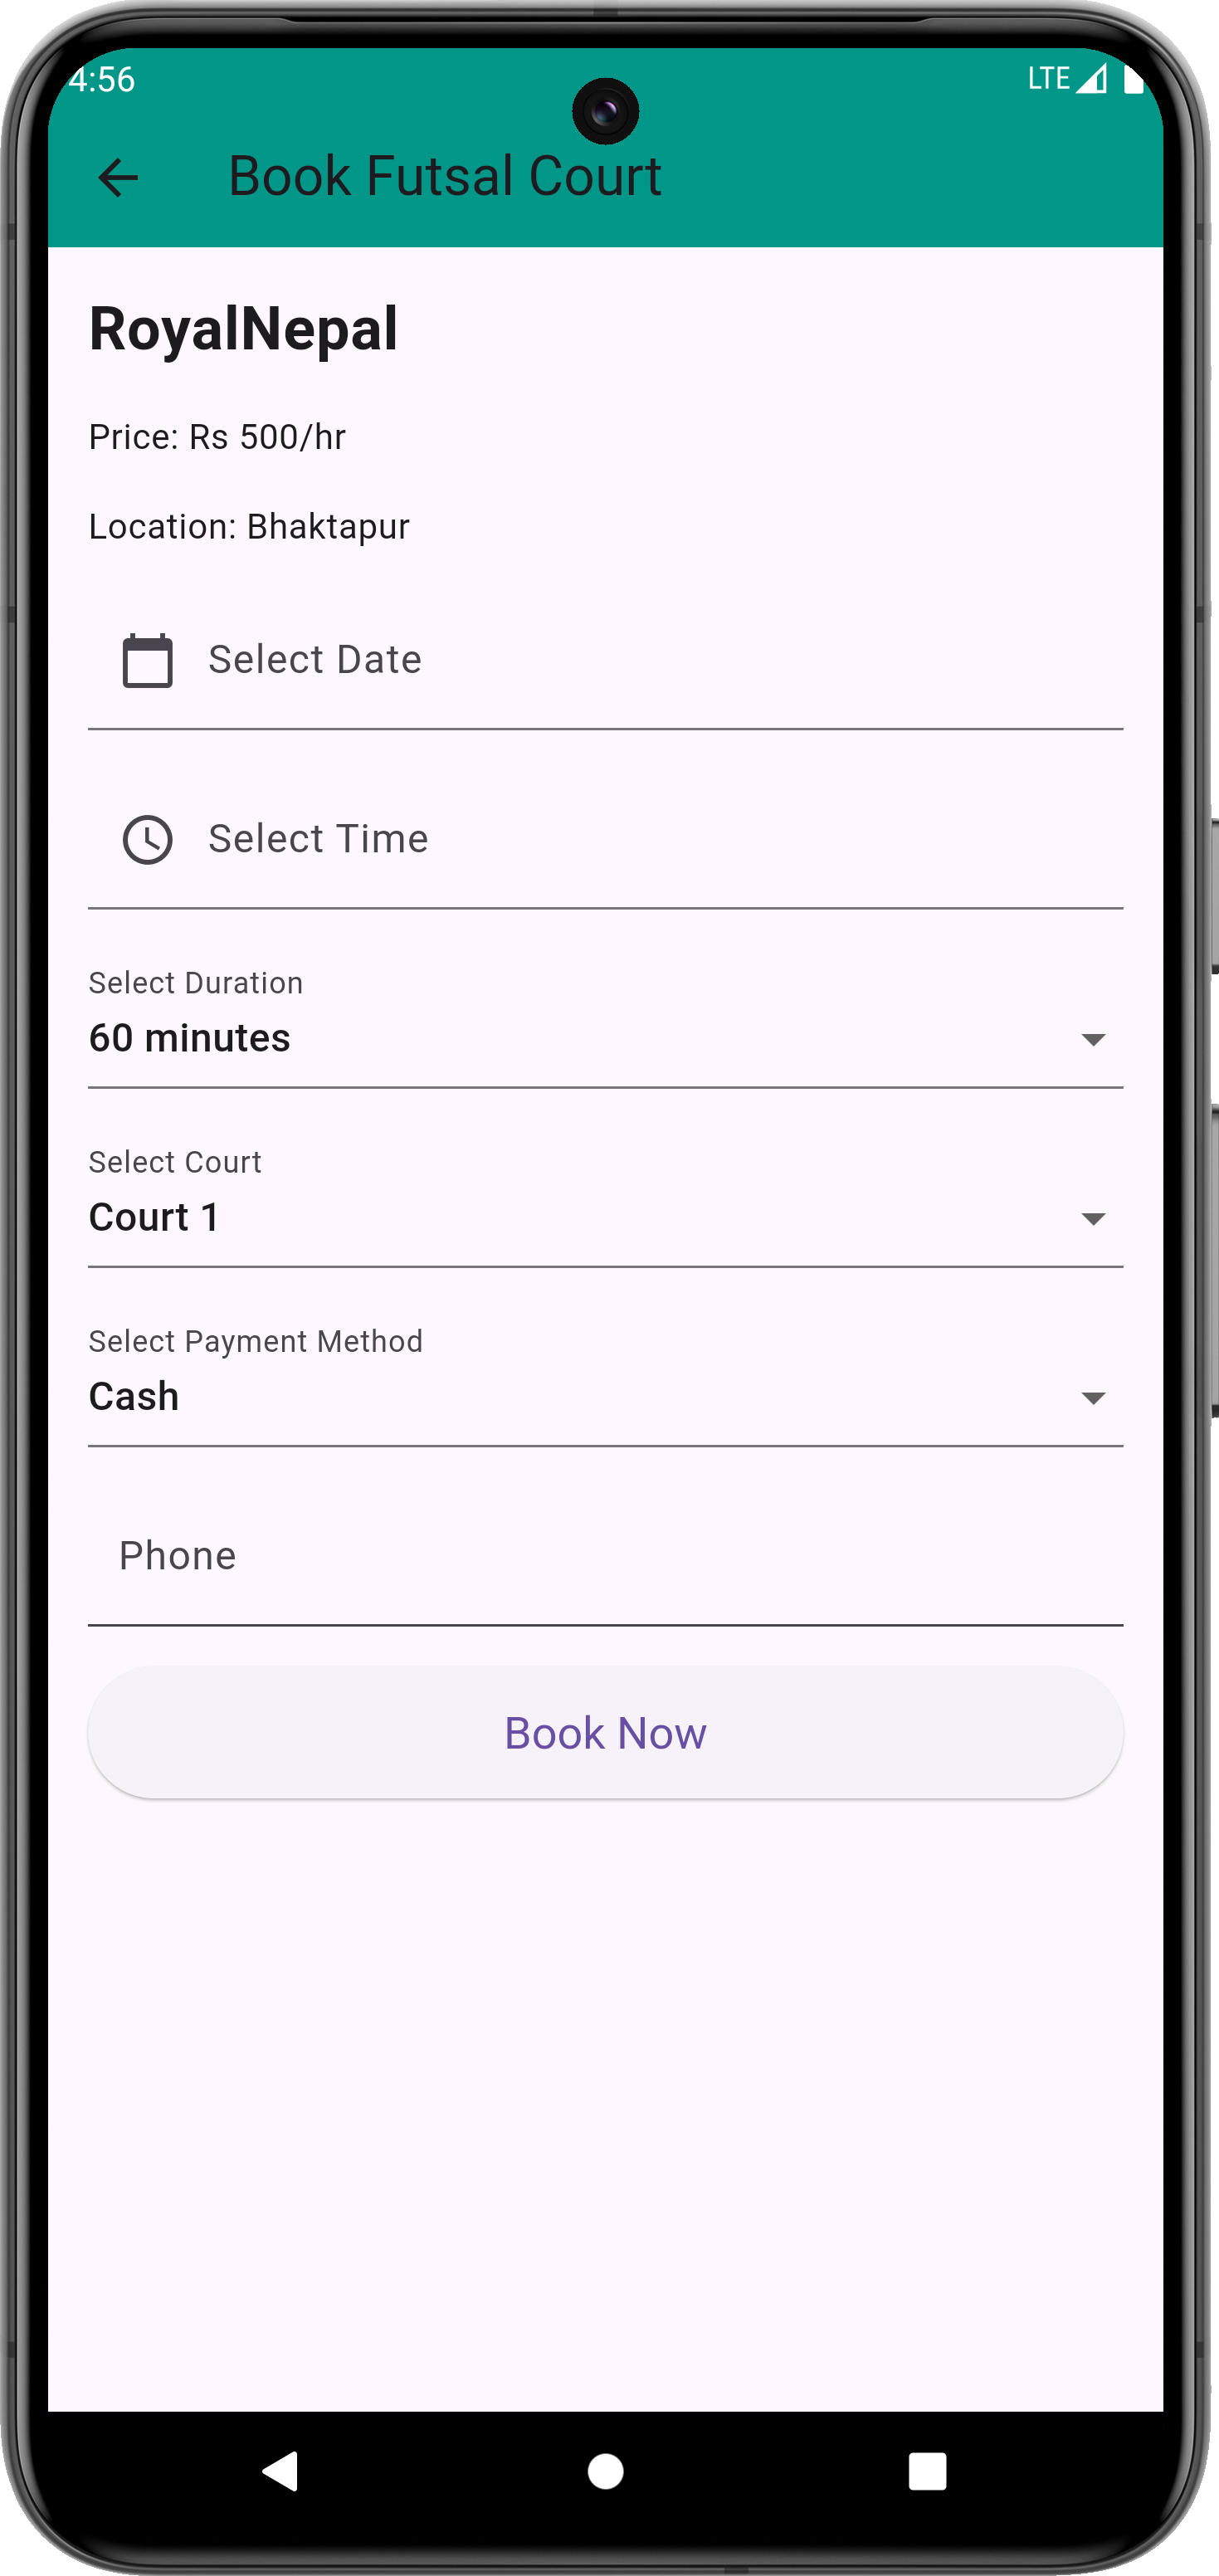 4:56 LTE
Book Futsal Court
RoyalNepal
Price: Rs 500/hr
Location: Bhaktapur
Select Date
Select Time
Select Duration
60 minutes
Select Court
Court 1
Select Payment Method
Cash
Phone
Book Now